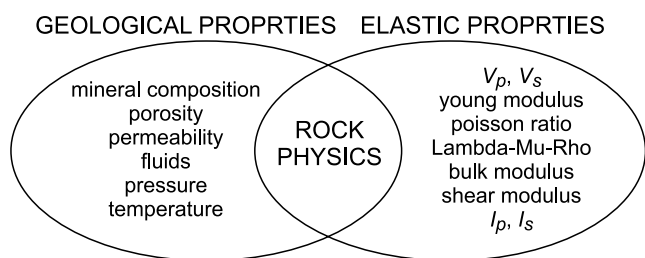 GEOLOGICAL PROPRTIES
ELASTIC PROPRTIES
mineral composition
porosity
permeability
fluids
pressure
temperature
ROCK
PHYSICS
Vp, Vs
young modulus
poisson ratio
Lambda-Mu-Rho
bulk modulus
shear modulus
Ip, Is